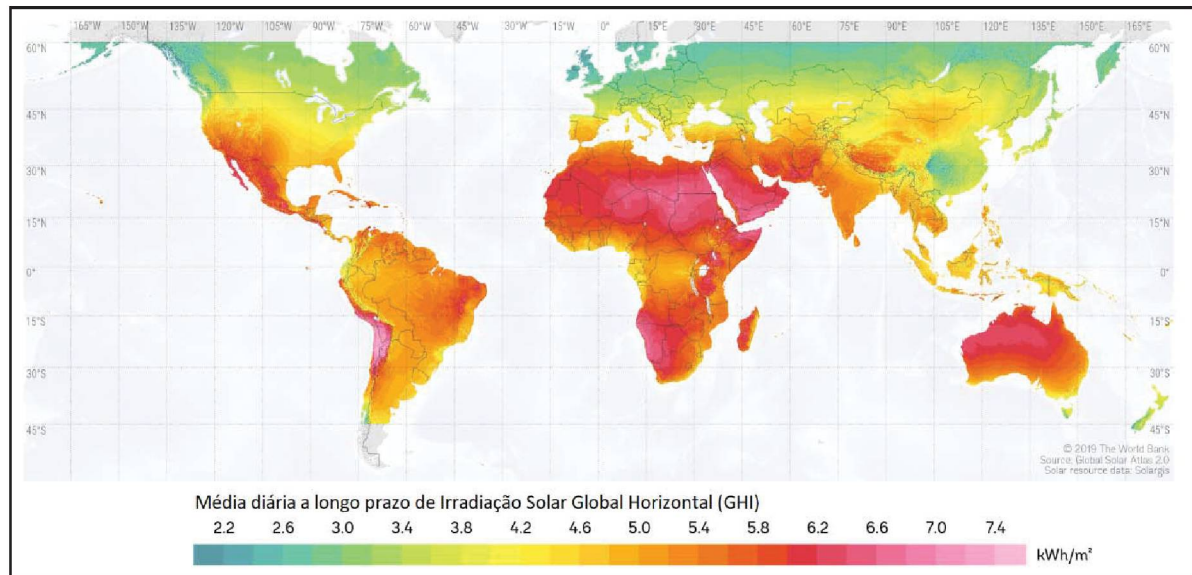 165°W 150°W 135°W 120°W 105°W 90°W 75°W 60°W 30°W 15°W 0° 15°E 30°E 45°E 60°E 75°E 90°E 105°E 120°E 135°E 165°E
60°N 60°N
45°N 45°N
30°N 30°N
15°N 15°N
0° 0°
15°S 15°S
30°S 30°S
45°S 45°S
© 2019 The World Bank
Source: Global Solar Atlas 2.0
Solar resource data: Solargis
Média diária a longo prazo de Irradiação Solar Global Horizontal (GHI)
2.2 2.6 3.0 3.4 3.8 4.2 4.6 5.0 5.4 5.8 6.2 6.6 7.0 7.4
kWh/m²